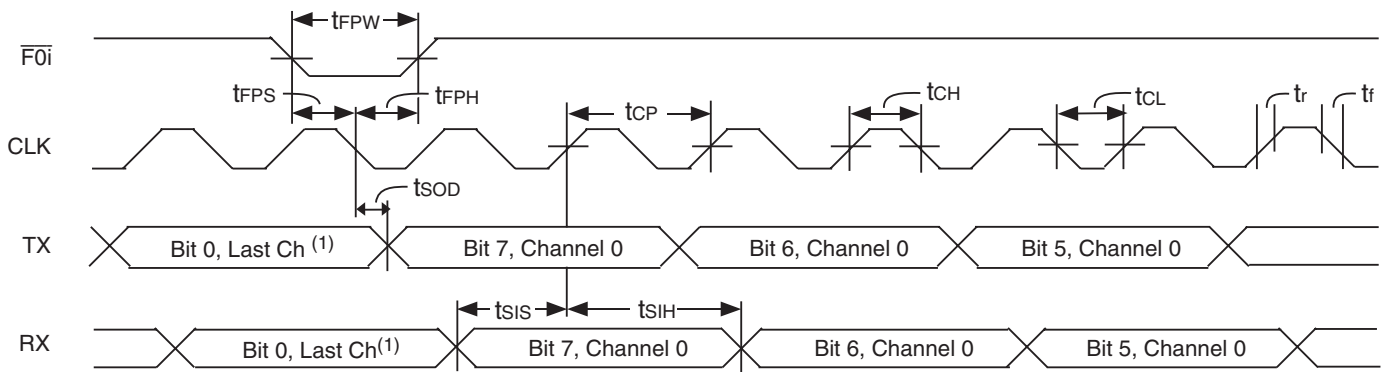 tFPW
F0i
tFPS tFPH tCP tCH tCL tr tf
CLK
tSOD
TX Bit 0, Last Ch (1) Bit 7, Channel 0 Bit 6, Channel 0 Bit 5, Channel 0
tSIS tSIH
RX Bit 0, Last Ch(1) Bit 7, Channel 0 Bit 6, Channel 0 Bit 5, Channel 0